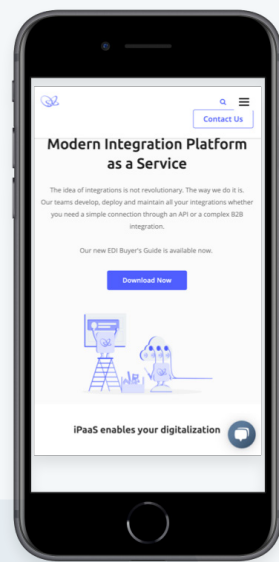 Contact Us
Modern Integration Platform
as a Service
The idea of integrations is not revolutionary. The way we do it is.
Our teams develop, deploy and maintain all your integrations whether
you need a simple connection through an API or a complex B2B
integration.
Our new EDI Buyer's Guide is available now.
Download Now
iPaaS enables your digitalization